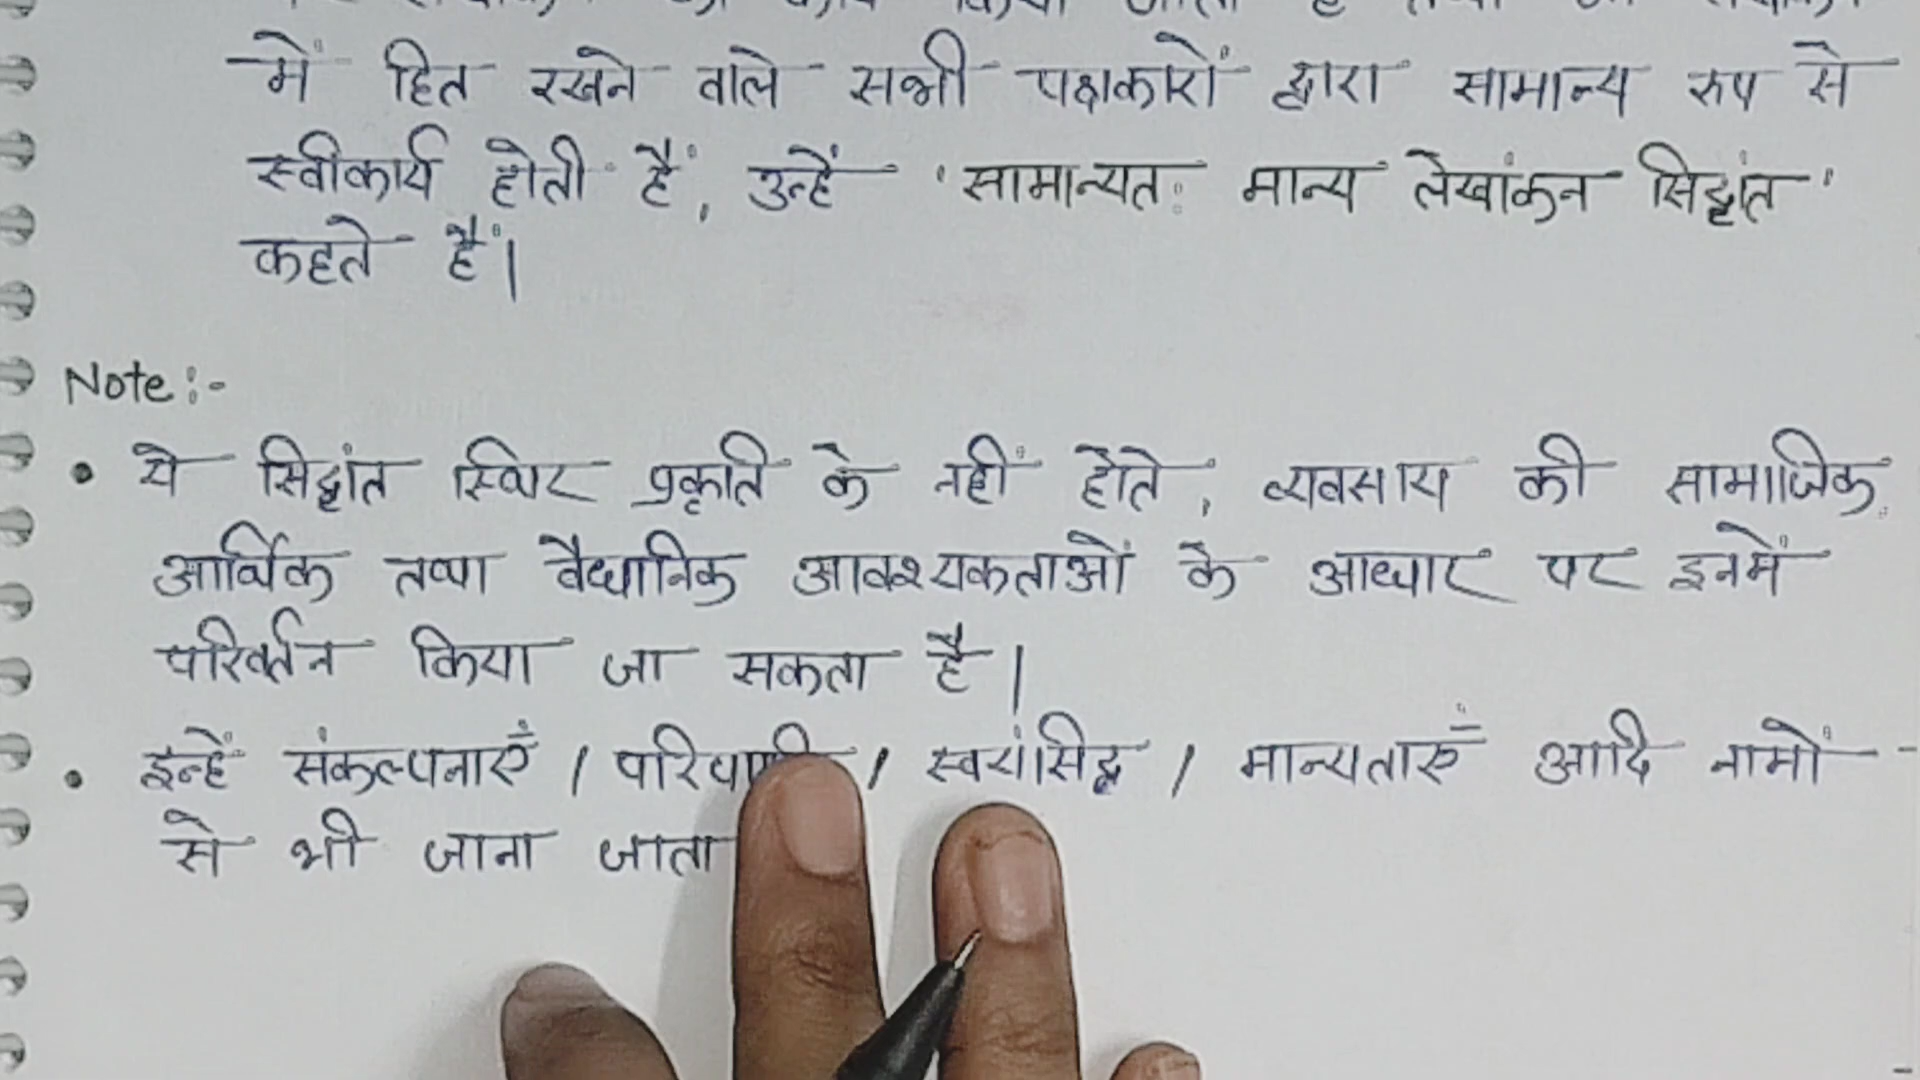 में हित रखने वाले सभी पक्षकारों द्वारा सामान्य रुप से
स्वीकार्य होती हैं, उन्हें 'सामान्यतः मान्य लेखांकन सिद्धांत'
कहते हैं।
Note:-
• ये सिद्धांत स्थिर प्रकृति के नहीं होते, व्यवसाय की सामाजिक,
आर्थिक तथा वैधानिक आवश्यकताओं के आधार पर इनमें
परिवर्तन किया जा सकता है।
• इन्हें संकल्पनाएँ / / स्वयंसिद्ध / मान्यताएँ आदि नामों
से भी जाना जाता